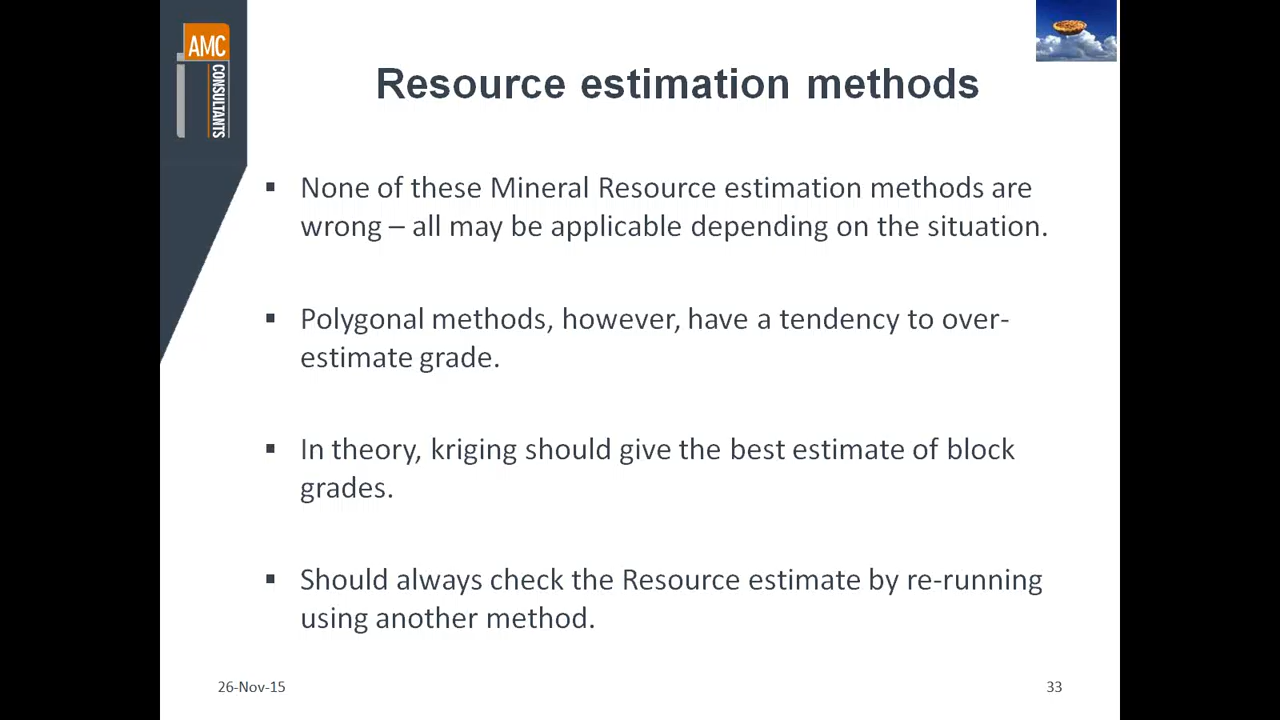 AMC
CONSULTANTS
Resource estimation methods
▪ None of these Mineral Resource estimation methods are
wrong – all may be applicable depending on the situation.
▪ Polygonal methods, however, have a tendency to over-
estimate grade.
▪ In theory, kriging should give the best estimate of block
grades.
▪ Should always check the Resource estimate by re-running
using another method.
26-Nov-15
33